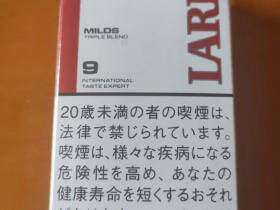 MILDS
TRIPLE BLEND
9
INTERNATIONAL
TASTE EXPERT
LAR
20歳未満の者の喫煙は、
法律で禁じられています。
喫煙は、様々な疾病になる
危険性を高め、あなたの
健康寿命を短くするおそれ